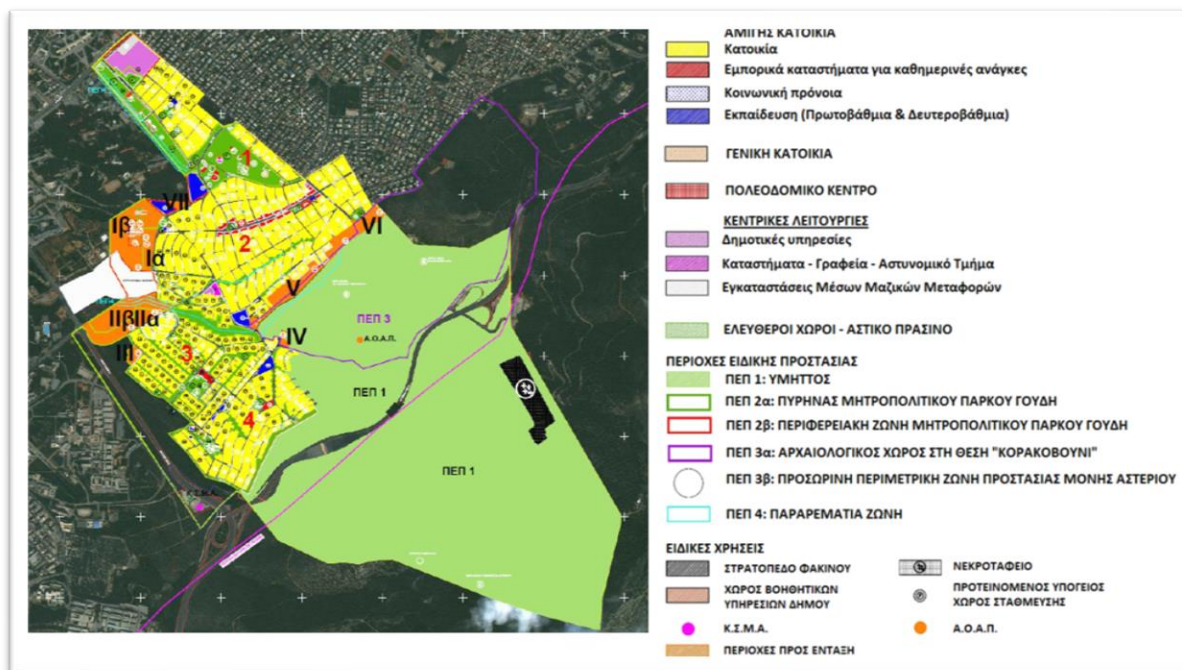 1
VII
Iβ
2
VI
Iα
V
IIβIIα
ΠΕΠ 3
IV
Α.Ο.Α.Π.
III
3
ΠΕΠ 1
4
ΠΕΠ 1
Κ.Σ.Μ.Α.
ΑΜΙΓΗΣ ΚΑΤΟΙΚΙΑ
Κατοικία
Εμπορικά καταστήματα για καθημερινές ανάγκες
Κοινωνική πρόνοια
Εκπαίδευση (Πρωτοβάθμια & Δευτεροβάθμια)
ΓΕΝΙΚΗ ΚΑΤΟΙΚΙΑ
ΠΟΛΕΟΔΟΜΙΚΟ ΚΕΝΤΡΟ
ΚΕΝΤΡΙΚΕΣ ΛΕΙΤΟΥΡΓΙΕΣ
Δημοτικές υπηρεσίες
Καταστήματα - Γραφεία - Αστυνομικό Τμήμα
Εγκαταστάσεις Μέσων Μαζικών Μεταφορών
ΕΛΕΥΘΕΡΟΙ ΧΩΡΟΙ - ΑΣΤΙΚΟ ΠΡΑΣΙΝΟ
ΠΕΡΙΟΧΕΣ ΕΙΔΙΚΗΣ ΠΡΟΣΤΑΣΙΑΣ
ΠΕΠ 1: ΥΜΗΤΤΟΣ
ΠΕΠ 2α: ΠΥΡΗΝΑΣ ΜΗΤΡΟΠΟΛΙΤΙΚΟΥ ΠΑΡΚΟΥ ΓΟΥΔΗ
ΠΕΠ 2β: ΠΕΡΙΦΕΡΕΙΑΚΗ ΖΩΝΗ ΜΗΤΡΟΠΟΛΙΤΙΚΟΥ ΠΑΡΚΟΥ ΓΟΥΔΗ
ΠΕΠ 3α: ΑΡΧΑΙΟΛΟΓΙΚΟΣ ΧΩΡΟΣ ΣΤΗ ΘΕΣΗ "ΚΟΡΑΚΟΒΟΥΝΙ"
ΠΕΠ 3β: ΠΡΟΣΩΡΙΝΗ ΠΕΡΙΜΕΤΡΙΚΗ ΖΩΝΗ ΠΡΟΣΤΑΣΙΑΣ ΜΟΝΗΣ ΑΣΤΕΡΙΟΥ
ΠΕΠ 4: ΠΑΡΑΡΕΜΑΤΙΑ ΖΩΝΗ
ΕΙΔΙΚΕΣ ΧΡΗΣΕΙΣ
ΣΤΡΑΤΟΠΕΔΟ ΦΑΚΙΝΟΥ
ΝΕΚΡΟΤΑΦΕΙΟ
ΧΩΡΟΣ ΒΟΗΘΗΤΙΚΩΝ
ΥΠΗΡΕΣΙΩΝ ΔΗΜΟΥ
ΠΡΟΤΕΙΝΟΜΕΝΟΣ ΥΠΟΓΕΙΟΣ
ΧΩΡΟΣ ΣΤΑΘΜΕΥΣΗΣ
Κ.Σ.Μ.Α.
Α.Ο.Α.Π.
ΠΕΡΙΟΧΕΣ ΠΡΟΣ ΕΝΤΑΞΗ